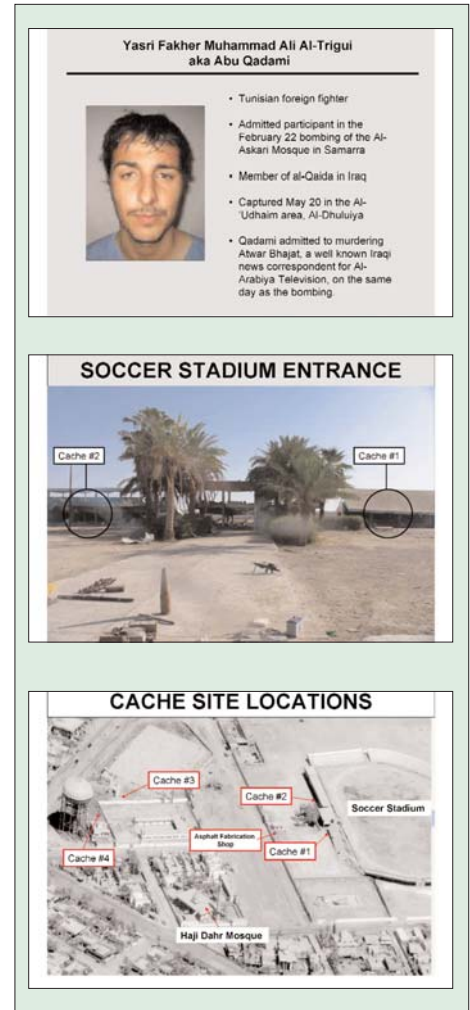 Yasri Fakher Muhammad Ali Al-Trigui
aka Abu Qadami
• Tunisian foreign fighter
• Admitted participant in the
February 22 bombing of the Al-
Askari Mosque in Samarra
• Member of al-Qaida in Iraq
• Captured May 20 in the Al-
'Udhaim area, Al-Dhuluiya
• Qadami admitted to murdering
Atwar Bhajat, a well known Iraqi
news correspondent for Al-
Arabiya Television, on the same
day as the bombing.
SOCCER STADIUM ENTRANCE
Cache #2
Cache #1
CACHE SITE LOCATIONS
Cache #3
Cache #2
Soccer Stadium
Asphalt Fabrication
Shop
Cache #1
Cache #4
Haji Dahr Mosque